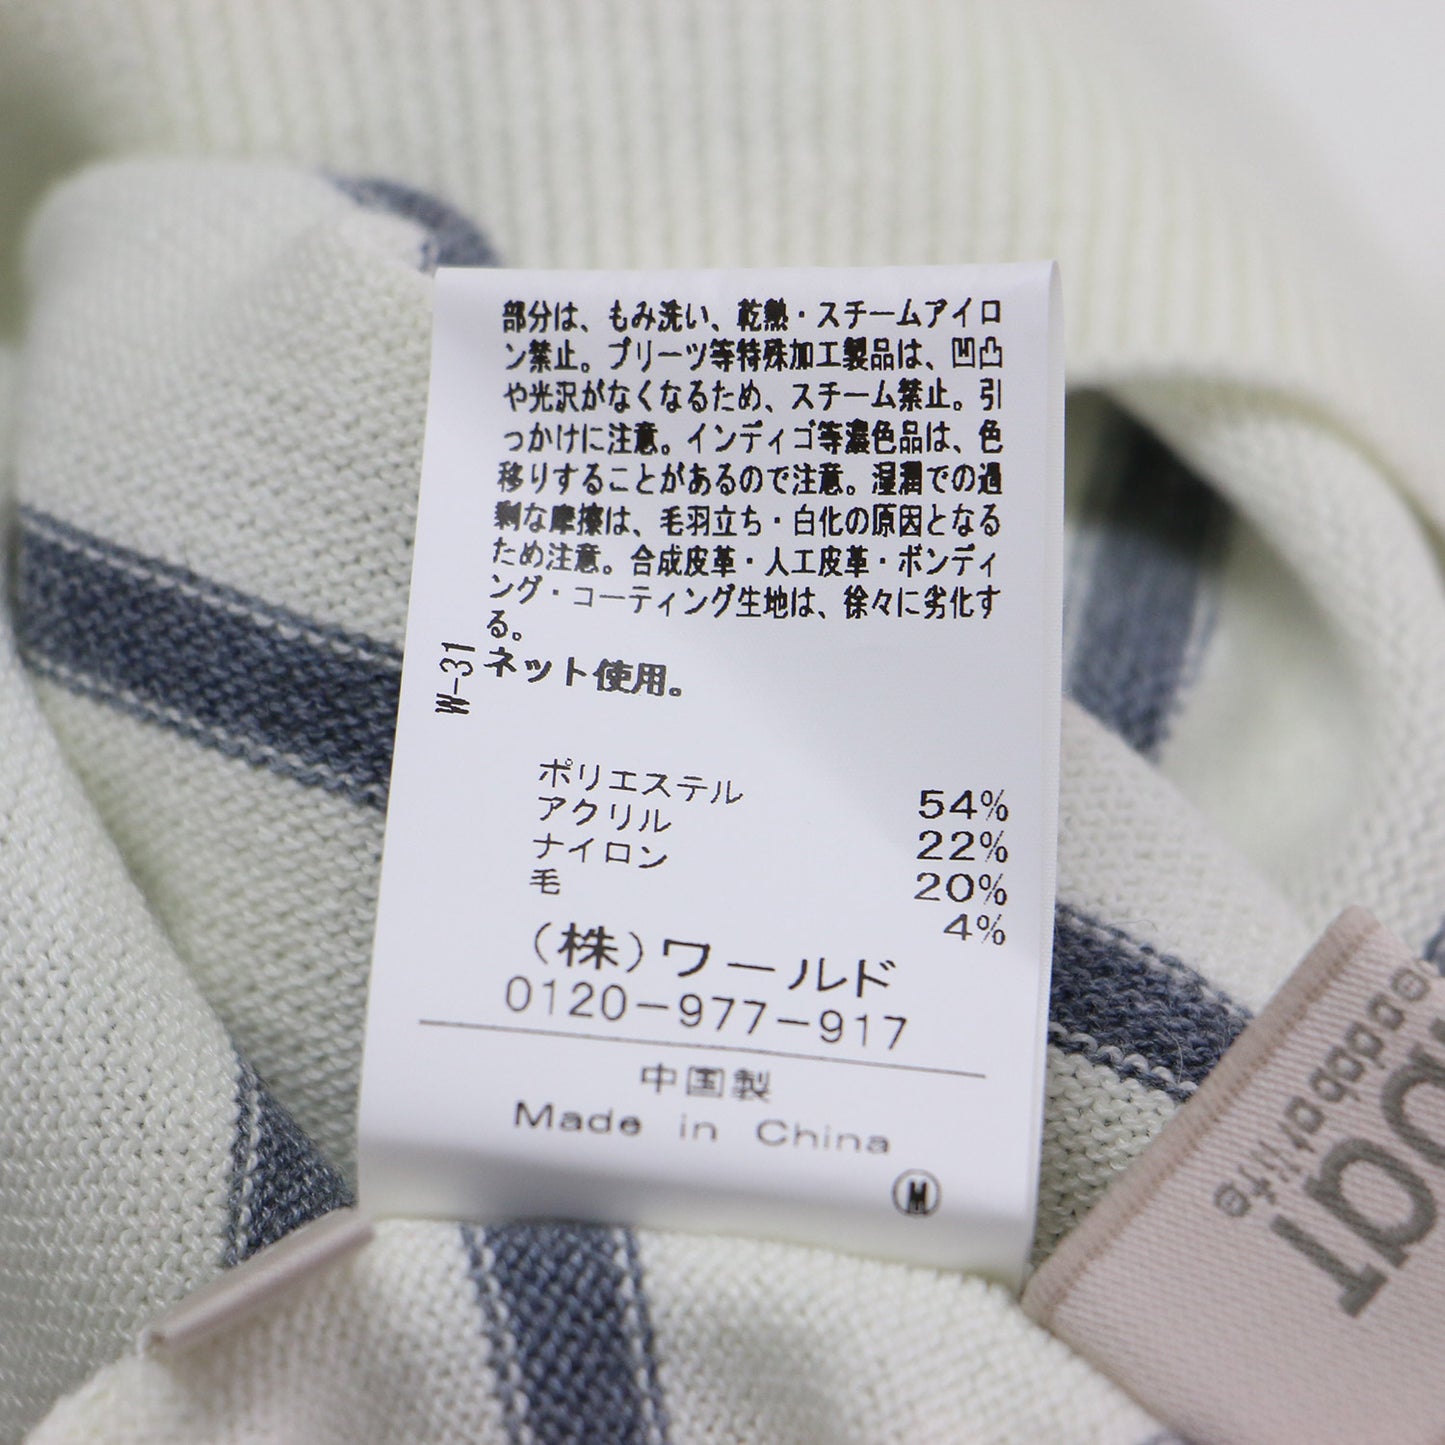 部分は、もみ洗い、乾熱・スチームアイロ
ン禁止。プリーツ等特殊加工製品は、凹凸
や光沢がなくなるため、スチーム禁止。引
っかけに注意。インディゴ等濃色品は、色
移りすることがあるので注意。湿潤での過
剰な摩擦は、毛羽立ち・白化の原因となる
ため注意。合成皮革・人工皮革・ボンディ
ング・コーティング生地は、徐々に劣化す
る。
ネット使用。
W-31
ポリエステル 54%
アクリル 22%
ナイロン 20%
毛 4%
（株）ワールド
0120-977-917
中国製
Made in China
M